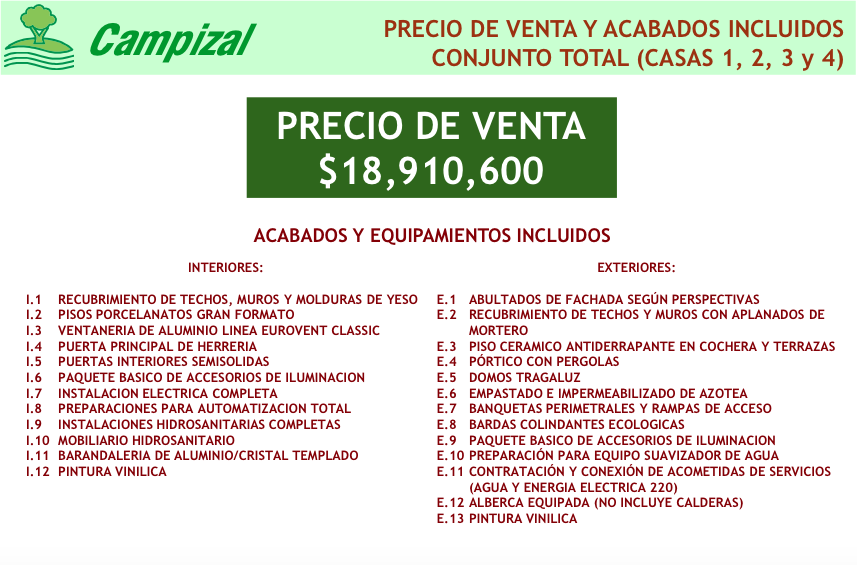 Campizal
PRECIO DE VENTA Y ACABADOS INCLUIDOS
CONJUNTO TOTAL (CASAS 1, 2, 3 y 4)
PRECIO DE VENTA
$18,910,600
ACABADOS Y EQUIPAMIENTOS INCLUIDOS
INTERIORES:
I.1 RECUBRIMIENTO DE TECHOS, MUROS Y MOLDURAS DE YESO
I.2 PISOS PORCELANATOS GRAN FORMATO
I.3 VENTANERIA DE ALUMINIO LINEA EUROVENT CLASSIC
I.4 PUERTA PRINCIPAL DE HERRERIA
I.5 PUERTAS INTERIORES SEMISOLIDAS
I.6 PAQUETE BASICO DE ACCESORIOS DE ILUMINACION
I.7 INSTALACION ELECTRICA COMPLETA
I.8 PREPARACIONES PARA AUTOMATIZACION TOTAL
I.9 INSTALACIONES HIDROSANITARIAS COMPLETAS
I.10 MOBILIARIO HIDROSANITARIO
I.11 BARANDALERIA DE ALUMINIO/CRISTAL TEMPLADO
I.12 PINTURA VINILICA
EXTERIORES:
E.1 ABULTADOS DE FACHADA SEGÚN PERSPECTIVAS
E.2 RECUBRIMIENTO DE TECHOS Y MUROS CON APLANADOS DE
MORTERO
E.3 PISO CERAMICO ANTIDERRAPANTE EN COCHERA Y TERRAZAS
E.4 PÓRTICO CON PERGOLAS
E.5 DOMOS TRAGALUZ
E.6 EMPASTADO E IMPERMEABILIZADO DE AZOTEA
E.7 BANQUETAS PERIMETRALES Y RAMPAS DE ACCESO
E.8 BARDAS COLINDANTES ECOLOGICAS
E.9 PAQUETE BASICO DE ACCESORIOS DE ILUMINACION
E.10 PREPARACIÓN PARA EQUIPO SUAVIZADOR DE AGUA
E.11 CONTRATACIÓN Y CONEXIÓN DE ACOMETIDAS DE SERVICIOS
(AGUA Y ENERGIA ELECTRICA 220)
E.12 ALBERCA EQUIPADA (NO INCLUYE CALDERAS)
E.13 PINTURA VINILICA